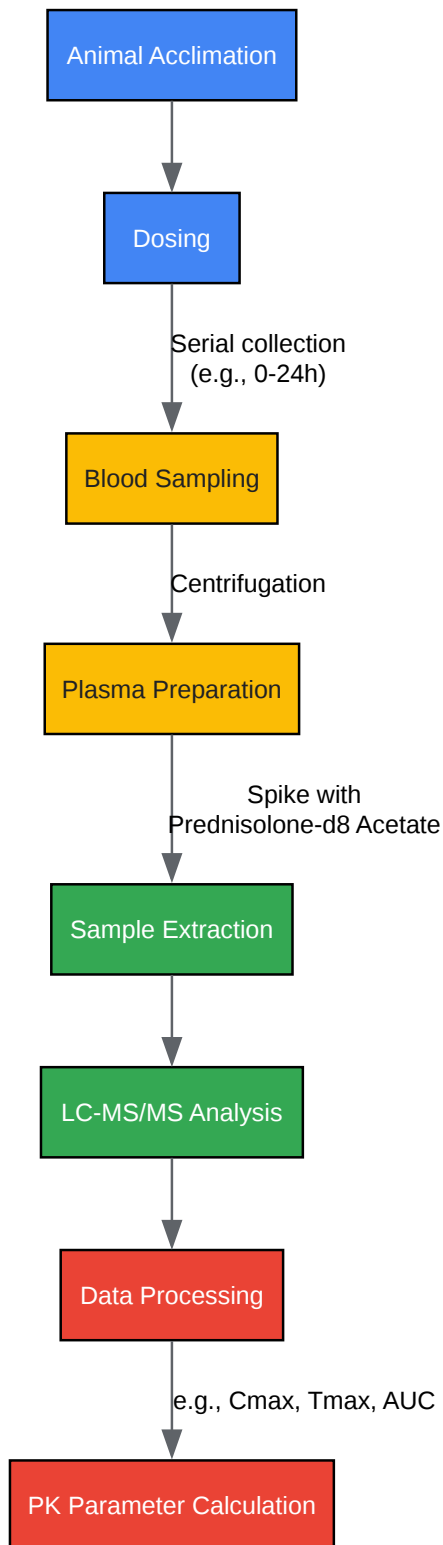 Animal Acclimation
Dosing
Serial collection
(e.g., 0-24h)
Blood Sampling
Centrifugation
Plasma Preparation
Spike with
Prednisolone-d8 Acetate
Sample Extraction
LC-MS/MS Analysis
Data Processing
e.g., Cmax, Tmax, AUC
PK Parameter Calculation